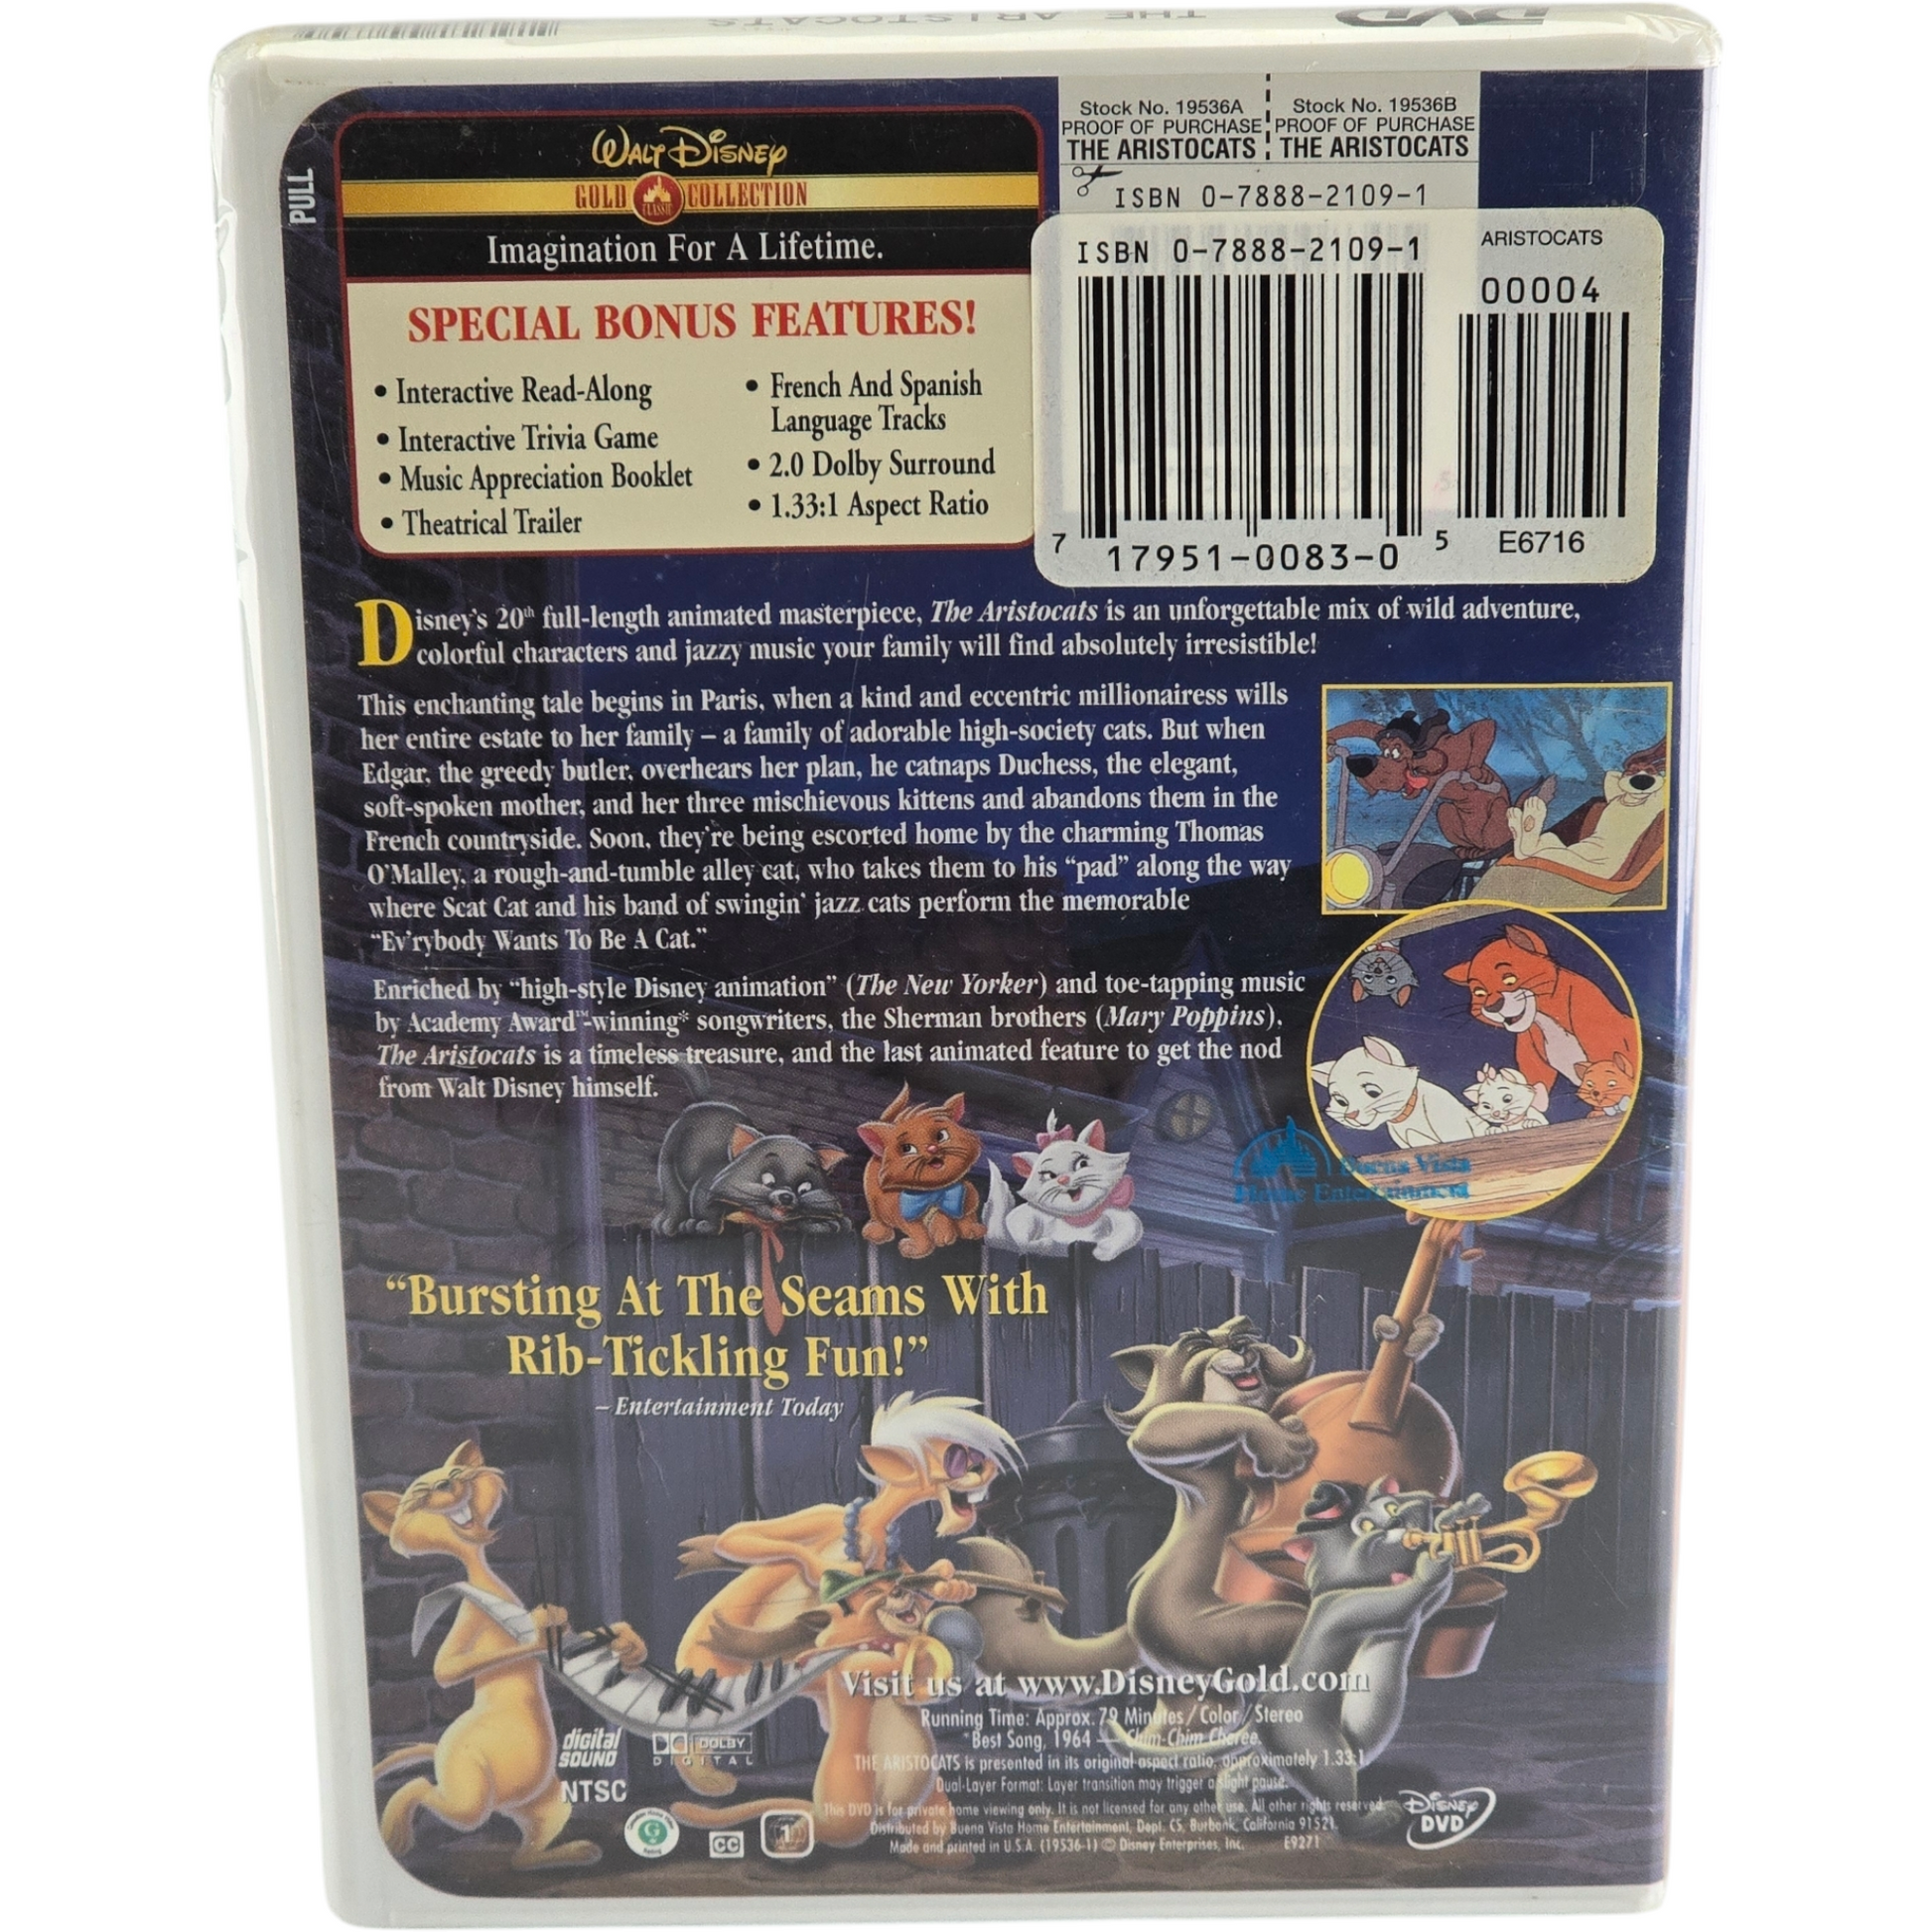 THE ARISTOCATS
DVD
PULL
WALT DISNEY
GOLD CLASSIC COLLECTION
Imagination For A Lifetime.
SPECIAL BONUS FEATURES!
• Interactive Read-Along
• Interactive Trivia Game
• Music Appreciation Booklet
• Theatrical Trailer
• French And Spanish
Language Tracks
• 2.0 Dolby Surround
• 1.33:1 Aspect Ratio
Stock No. 19536A
PROOF OF PURCHASE
THE ARISTOCATS
Stock No. 19536B
PROOF OF PURCHASE
THE ARISTOCATS
ISBN 0-7888-2109-1
ISBN 0-7888-2109-1
ARISTOCATS
00004
7 17951-0083-0 5
E6716
Disney's 20th full-length animated masterpiece, The Aristocats is an unforgettable mix of wild adventure,
colorful characters and jazzy music your family will find absolutely irresistible!
This enchanting tale begins in Paris, when a kind and eccentric millionairess wills
her entire estate to her family – a family of adorable high-society cats. But when
Edgar, the greedy butler, overhears her plan, he catnaps Duchess, the elegant,
soft-spoken mother, and her three mischievous kittens and abandons them in the
French countryside. Soon, they're being escorted home by the charming Thomas
O'Malley, a rough-and-tumble alley cat, who takes them to his "pad" along the way
where Scat Cat and his band of swingin' jazz cats perform the memorable
"Ev'rybody Wants To Be A Cat."
Enriched by "high-style Disney animation" (The New Yorker) and toe-tapping music
by Academy Award™-winning* songwriters, the Sherman brothers (Mary Poppins),
The Aristocats is a timeless treasure, and the last animated feature to get the nod
from Walt Disney himself.
Buena Vista
Home Entertainment
"Bursting At The Seams With
Rib-Tickling Fun!"
– Entertainment Today
Visit us at www.DisneyGold.com
Running Time: Approx. 79 Minutes / Color / Stereo
*Best Song, 1964 — Chim-Chim Cheree.
THE ARISTOCATS is presented in its original aspect ratio, approximately 1.33:1
Dual-Layer Format: Layer transition may trigger a slight pause.
This DVD is for private home viewing only. It is not licensed for any other use. All other rights reserved.
Distributed by Buena Vista Home Entertainment, Dept. CS, Burbank, California 91521.
Made and printed in U.S.A. (19536-1) © Disney Enterprises, Inc. E9271
digital
SOUND
DOLBY
DIGITAL
NTSC
G
CC
1
DISNEY
DVD